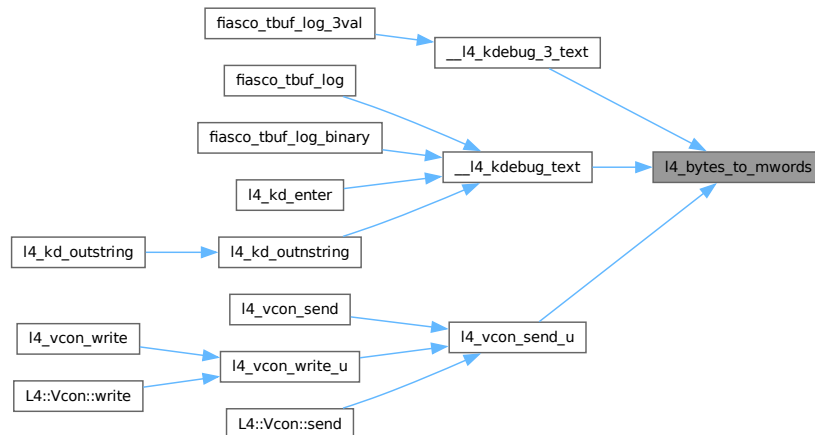 fiasco_tbuf_log_3val
__l4_kdebug_3_text
fiasco_tbuf_log
fiasco_tbuf_log_binary
__l4_kdebug_text
l4_bytes_to_mwords
l4_kd_enter
l4_kd_outstring
l4_kd_outnstring
l4_vcon_send
l4_vcon_write
l4_vcon_send_u
l4_vcon_write_u
L4::Vcon::write
L4::Vcon::send